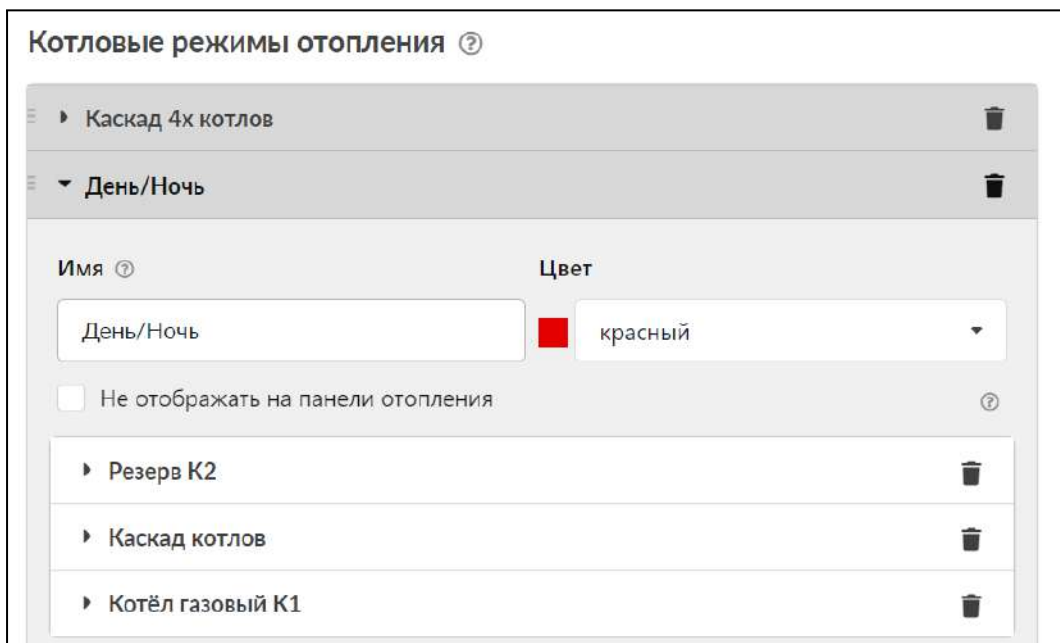 Котловые режимы отопления ?
Каскад 4х котлов
День/Ночь
Имя ? Цвет
День/Ночь красный
Не отображать на панели отопления ?
Резерв К2
Каскад котлов
Котёл газовый К1